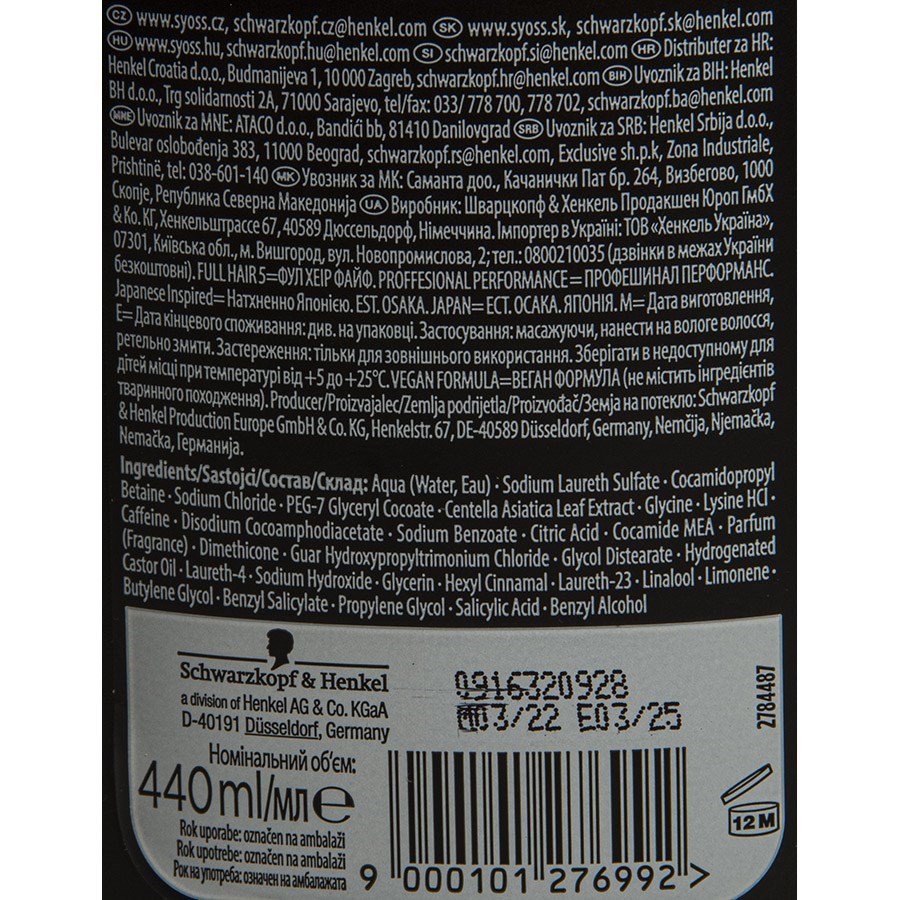 CZ www.syoss.cz, schwarzkopf.cz@henkel.com SK www.syoss.sk, schwarzkopf.sk@henkel.com
HU www.syoss.hu, schwarzkopf.hu@henkel.com SI schwarzkopf.si@henkel.com HR Distributer za HR:
Henkel Croatia d.o.o., Budmanijeva 1, 10 000 Zagreb, schwarzkopf.hr@henkel.com BIH Uvoznik za BIH: Henkel
BH d.o.o., Trg solidarnosti 2A, 71000 Sarajevo, tel/fax: 033/ 778 700, 778 702, schwarzkopf.ba@henkel.com
MNE Uvoznik za MNE: ATACO d.o.o., Bandići bb, 81410 Danilovgrad SRB Uvoznik za SRB: Henkel Srbija d.o.o.,
Bulevar oslobođenja 383, 11000 Beograd, schwarzkopf.rs@henkel.com, Exclusive sh.p.k, Zona Industriale,
Prishtinë, tel: 038-601-140 MK Увозник за МК: Саманта доо., Качанички Пат бр. 264, Визбегово, 1000
Скопје, Република Северна Македонија UA Виробник: Шварцкопф & Хенкель Продакшен Юроп ГмбХ
& Ко. КГ, Хенкельштрассе 67, 40589 Дюссельдорф, Німеччина. Імпортер в Україні: ТОВ «Хенкель Україна»,
07301, Київська обл., м. Вишгород, вул. Новопромислова, 2; тел.: 0800210035 (дзвінки в межах України
безкоштовні). FULL HAIR 5=ФУЛ ХЕІР ФАЙФ. PROFFESIONAL PERFORMANCE= ПРОФЕШИНАЛ ПЕРФОРМАНС.
Japanese Inspired= Натхненно Японією. EST. OSAKA. JAPAN= ЕСТ. ОСАКА. ЯПОНІЯ. M= Дата виготовлення,
E= Дата кінцевого споживання: див. на упаковці. Застосування: масажуючи, нанести на вологе волосся,
ретельно змити. Застереження: тільки для зовнішнього використання. Зберігати в недоступному для
дітей місці при температурі від +5 до +25°C. VEGAN FORMULA=ВЕГАН ФОРМУЛА (не містить інгредієнтів
тваринного походження). Producer/Proizvajalec/Zemlja podrijetla/Proizvođač/Земја на потекло: Schwarzkopf
& Henkel Production Europe GmbH & Co. KG, Henkelstr. 67, DE-40589 Düsseldorf, Germany, Nemčija, Njemačka,
Nemačka, Германија.
Ingredients/Sastojci/Состав/Склад: Aqua (Water, Eau) · Sodium Laureth Sulfate · Cocamidopropyl
Betaine · Sodium Chloride · PEG-7 Glyceryl Cocoate · Centella Asiatica Leaf Extract · Glycine · Lysine HCl ·
Caffeine · Disodium Cocoamphodiacetate · Sodium Benzoate · Citric Acid · Cocamide MEA · Parfum
(Fragrance) · Dimethicone · Guar Hydroxypropyltrimonium Chloride · Glycol Distearate · Hydrogenated
Castor Oil · Laureth-4 · Sodium Hydroxide · Glycerin · Hexyl Cinnamal · Laureth-23 · Linalool · Limonene ·
Butylene Glycol · Benzyl Salicylate · Propylene Glycol · Salicylic Acid · Benzyl Alcohol
Schwarzkopf & Henkel
a division of Henkel AG & Co. KGaA
D-40191 Düsseldorf, Germany
0916320928
M03/22 E03/25
2784487
Номінальний об'єм:
440 ml/мл e
Rok uporabe: označen na ambalaži
Rok upotrebe: označen na ambalaži
Рок на употреба: означен на амбалажата
12 M
9 000101 276992 >